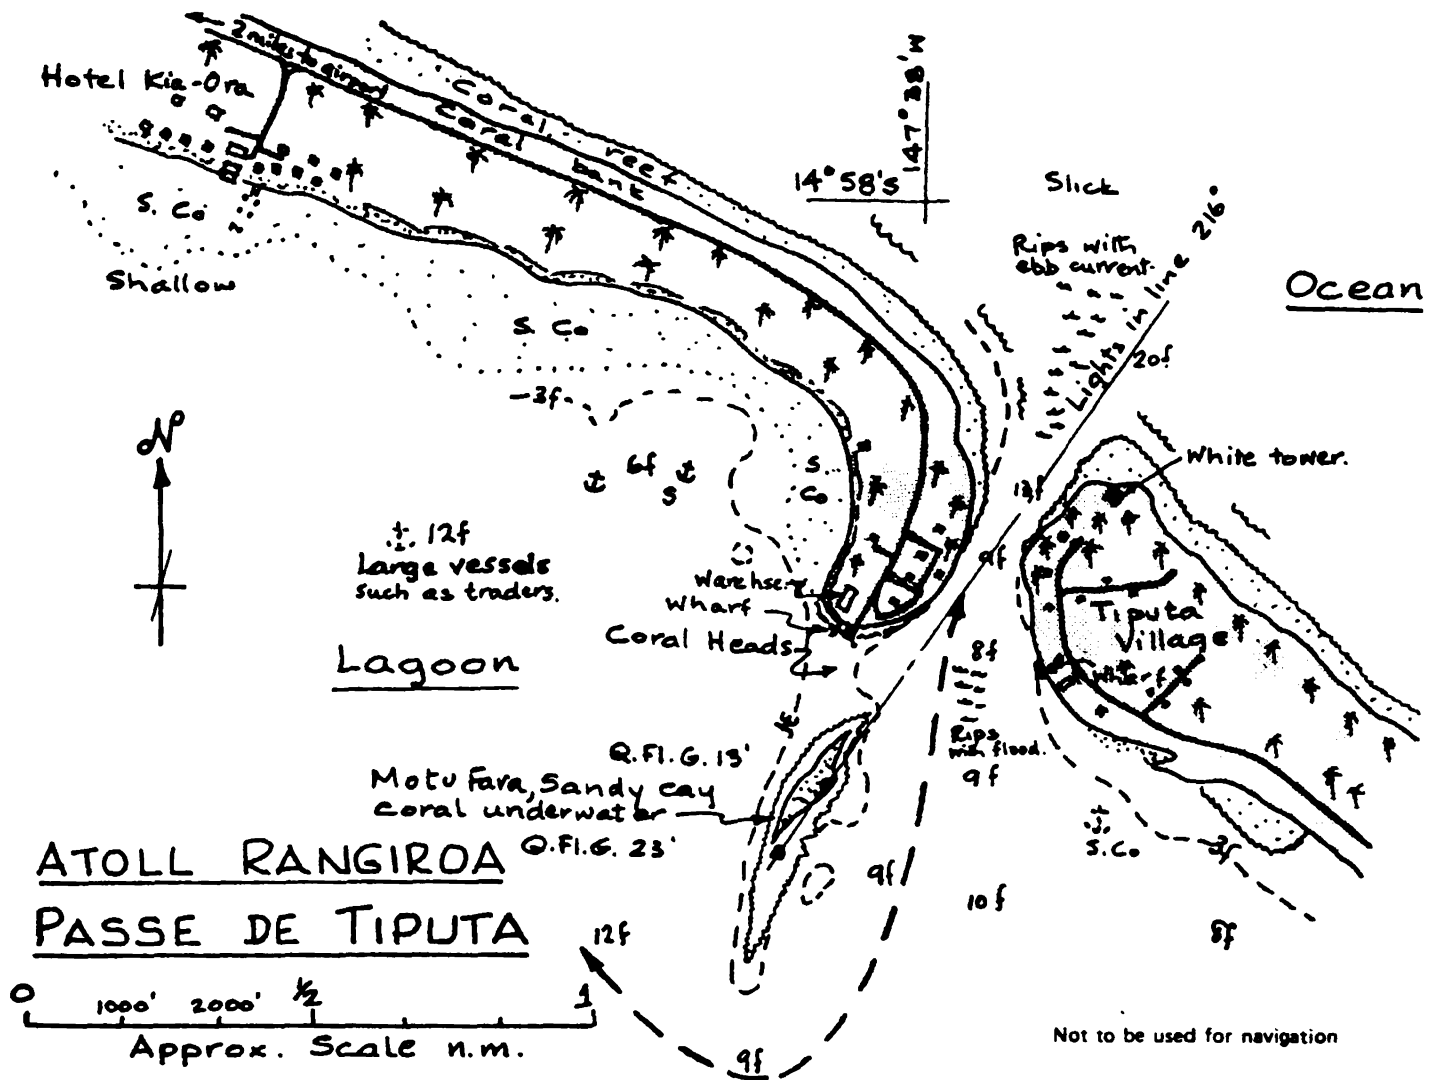 2 miles to airport
Hotel Kia-Ora
Coral reef
Coral bank
147° 38' W
14° 58's
Slick
Rips with
ebb current.
Lights in line 216°
Ocean
S. Co
Shallow
S. Co
20f
3f
N
White tower.
6f
S
S.
Co
13f
12f
Large vessels
such as traders.
9f
Warehse.
Wharf
Coral Heads
Tiputa
Village
Wharf
8f
Lagoon
Rips
with flood.
Q.Fl.G. 13'
9f
Motu Fara, Sandy cay
coral underwater
Q.Fl.G. 23'
S.Co
3f
ATOLL RANGIROA
PASSE DE TIPUTA
9f
10f
12f
8f
0 1000' 2000' 1/2 1
Approx. Scale n.m.
9f
Not to be used for navigation